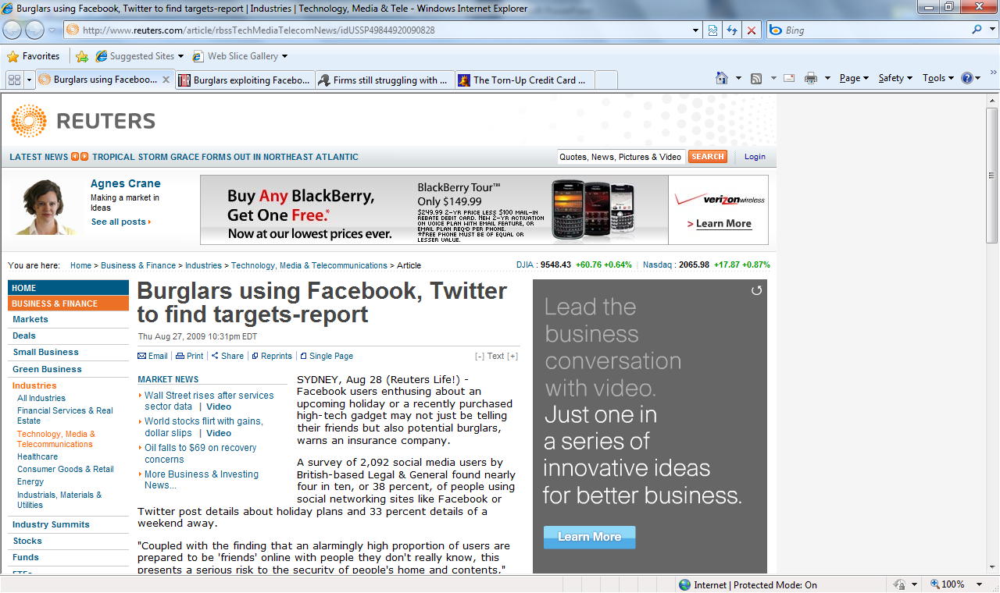 Burglars using Facebook, Twitter to find targets-report | Industries | Technology, Media & Tele - Windows Internet Explorer
http://www.reuters.com/article/rbssTechMediaTelecomNews/idUSSP49844920090828
Bing
Favorites
Suggested Sites
Web Slice Gallery
Burglars using Faceboo...
Burglars exploiting Facebo...
Firms still struggling with ...
The Torn-Up Credit Card ...
Page
Safety
Tools
REUTERS
LATEST NEWS
TROPICAL STORM GRACE FORMS OUT IN NORTHEAST ATLANTIC
Quotes, News, Pictures & Video
SEARCH
Login
Agnes Crane
Making a market in
Ideas
See all posts
Buy Any BlackBerry,
Get One Free.*
Now at our lowest prices ever.
BlackBerry Tour™
Only $149.99
$249.99 2-YR PRICE LESS $100 MAIL-IN
REBATE DEBIT CARD. NEW 2-YR ACTIVATION
ON VOICE PLAN WITH EMAIL FEATURE, OR
EMAIL PLAN REQD PER PHONE.
*FREE PHONE MUST BE OF EQUAL OR
LESSER VALUE.
verizonwireless
> Learn More
You are here: Home > Business & Finance > Industries > Technology, Media & Telecommunications > Article
DJIA : 9548.43 +60.76 +0.64% | Nasdaq : 2065.98 +17.87 +0.87%
HOME
BUSINESS & FINANCE
Markets
Deals
Small Business
Green Business
Industries
All Industries
Financial Services & Real
Estate
Technology, Media &
Telecommunications
Healthcare
Consumer Goods & Retail
Energy
Industrials, Materials &
Utilities
Industry Summits
Stocks
Funds
ETFs
Burglars using Facebook, Twitter
to find targets-report
Thu Aug 27, 2009 10:31pm EDT
Email | Print | Share | Reprints | Single Page
[-] Text [+]
MARKET NEWS
Wall Street rises after services
sector data | Video
World stocks flirt with gains,
dollar slips | Video
Oil falls to $69 on recovery
concerns
More Business & Investing
News...
SYDNEY, Aug 28 (Reuters Life!) -
Facebook users enthusing about an
upcoming holiday or a recently purchased
high-tech gadget may not just be telling
their friends but also potential burglars,
warns an insurance company.
A survey of 2,092 social media users by
British-based Legal & General found nearly
four in ten, or 38 percent, of people using
social networking sites like Facebook or
Twitter post details about holiday plans and 33 percent details of a
weekend away.
"Coupled with the finding that an alarmingly high proportion of users are
prepared to be 'friends' online with people they don't really know, this
presents a serious risk to the security of people's home and contents,"
Lead the
business
conversation
with video.
Just one in
a series of
innovative ideas
for better business.
Learn More
Internet | Protected Mode: On
100%